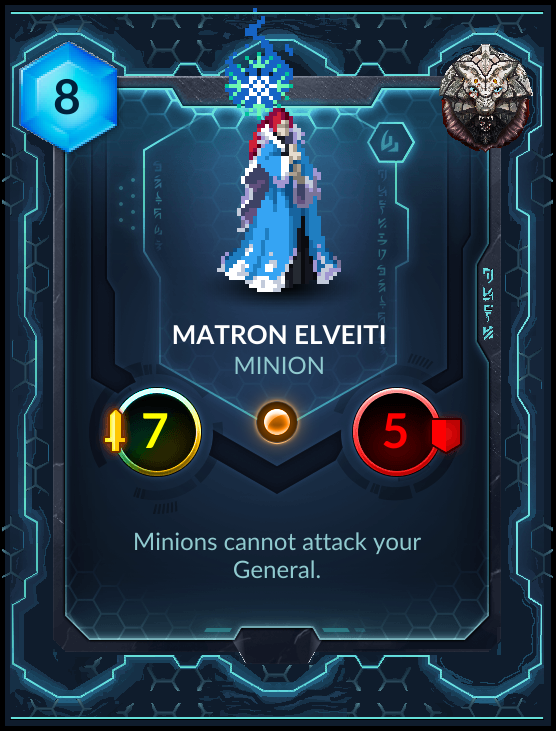 8
MATRON ELVEITI
MINION
7
5
Minions cannot attack your
General.